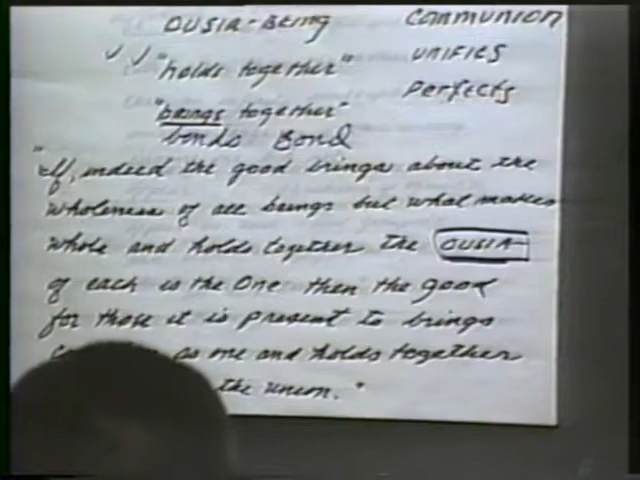 OUSIA - Being Communion
"holds together" unifies
Perfects
"brings together"
bonds Bond
"If, indeed the good brings about the
wholeness of all beings but what makes
whole and holds together the OUSIA
of each is the One then the good
for those it is present to brings
as one and holds together
the union."